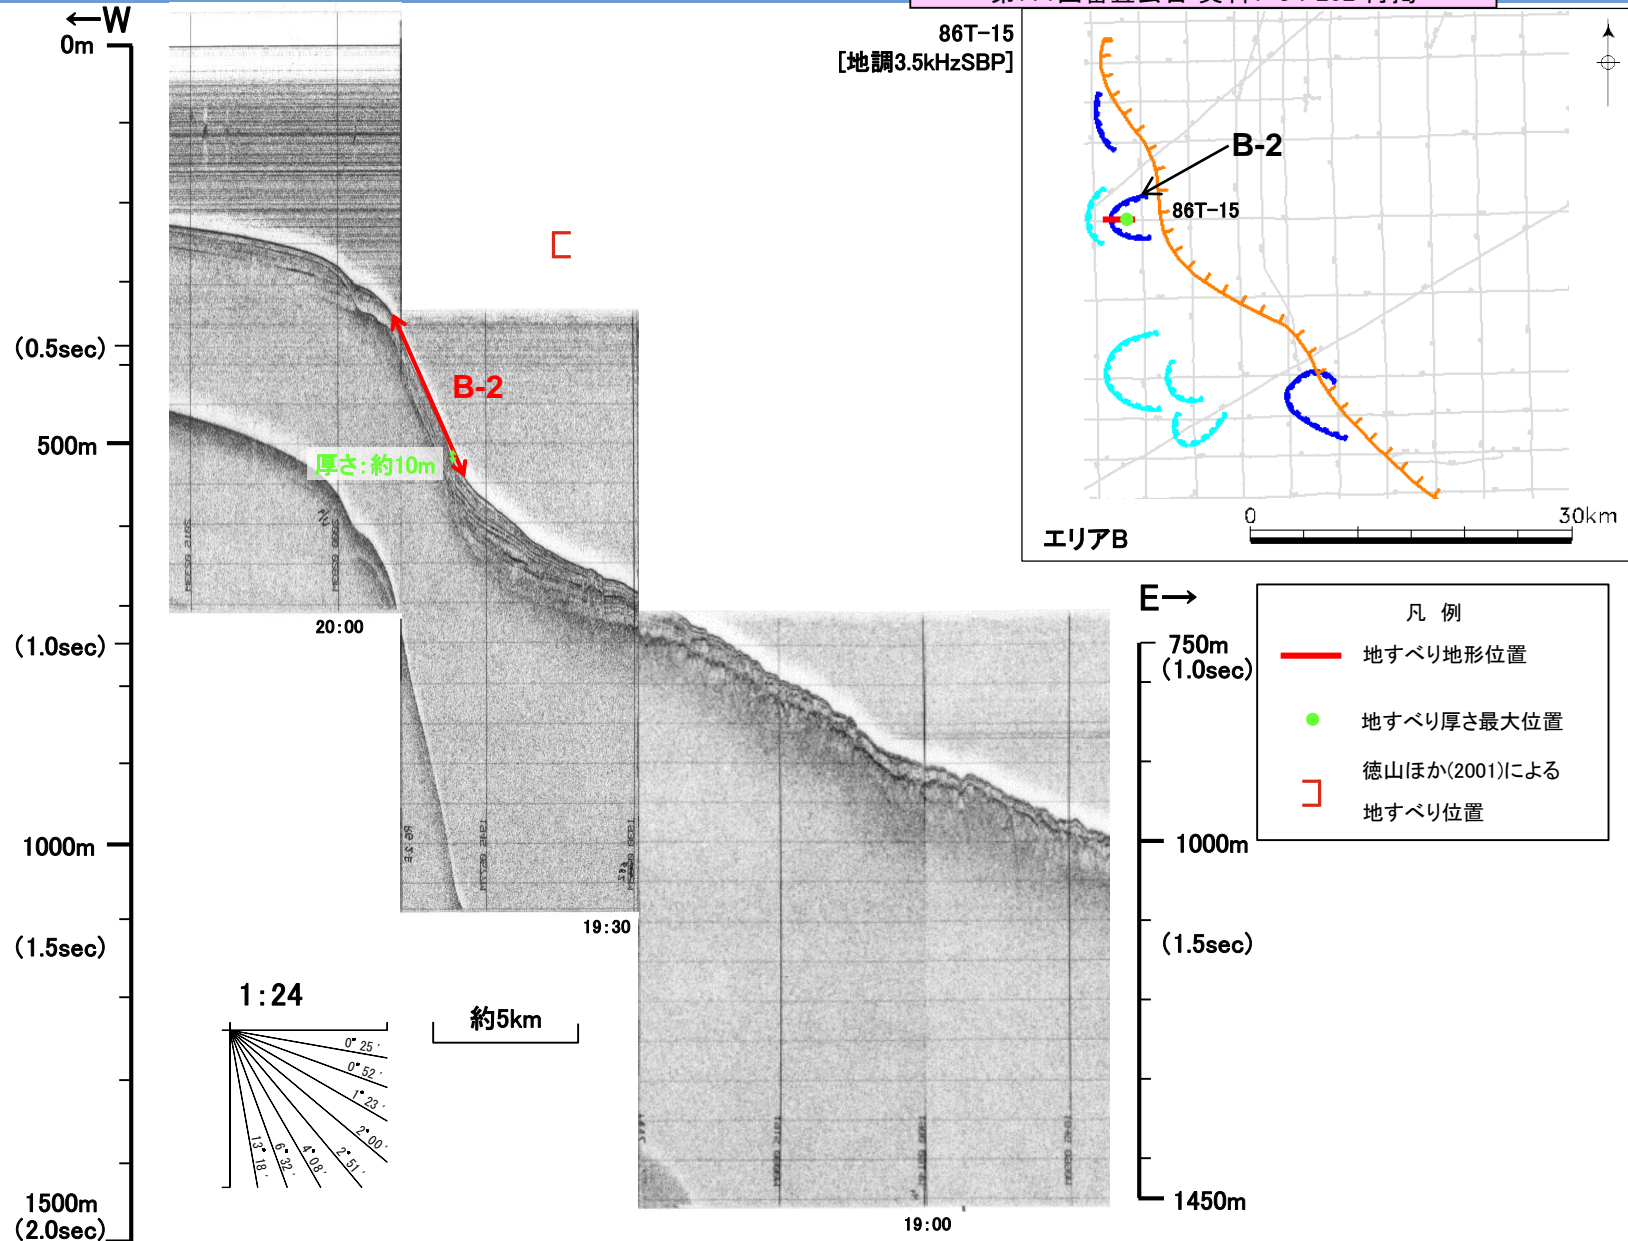 ←W
0m
(0.5sec)
500m
(1.0sec)
1000m
(1.5sec)
1500m
(2.0sec)
86T-15
[地調3.5kHzSBP]
B-2
厚さ:約10m
20:00
19:30
19:00
1:24
0°25′
0°52′
1°23′
2°00′
2°51′
4°08′
6°32′
13°18′
約5km
B-2
86T-15
エリアB
0
30km
E→
750m
(1.0sec)
1000m
(1.5sec)
1450m
凡 例
地すべり地形位置
地すべり厚さ最大位置
徳山ほか(2001)による
地すべり位置